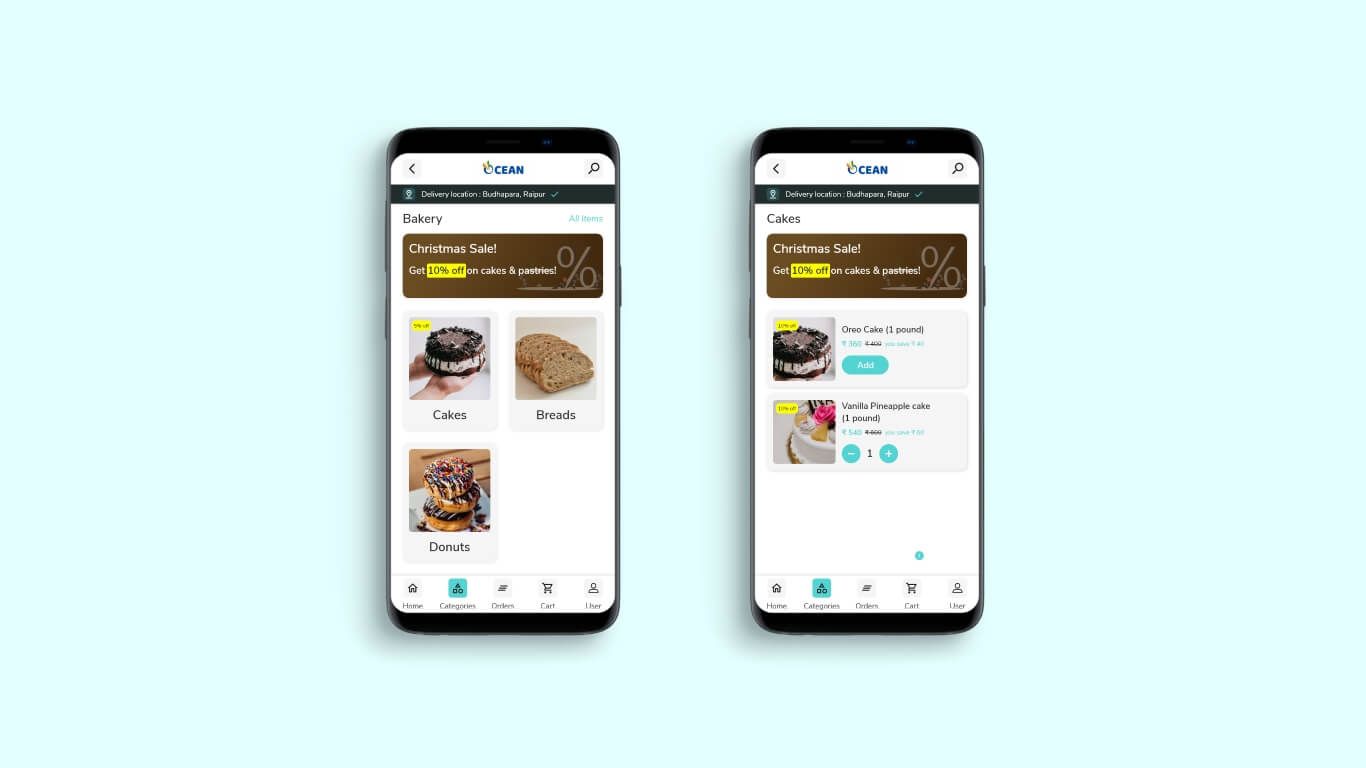 OCEAN
Delivery location : Budhapara, Raipur
Bakery
All items
Christmas Sale!
Get 10% off on cakes & pastries!
%
5% off
Cakes
Breads
Donuts
Home
Categories
Orders
Cart
User
OCEAN
Delivery location : Budhapara, Raipur
Cakes
Christmas Sale!
Get 10% off on cakes & pastries!
%
10% off
Oreo Cake (1 pound)
₹ 360 ₹ 400 you save ₹ 40
Add
10% off
Vanilla Pineapple cake
(1 pound)
₹ 540 ₹ 600 you save ₹ 60
− 1 +
Home
Categories
Orders
Cart
User